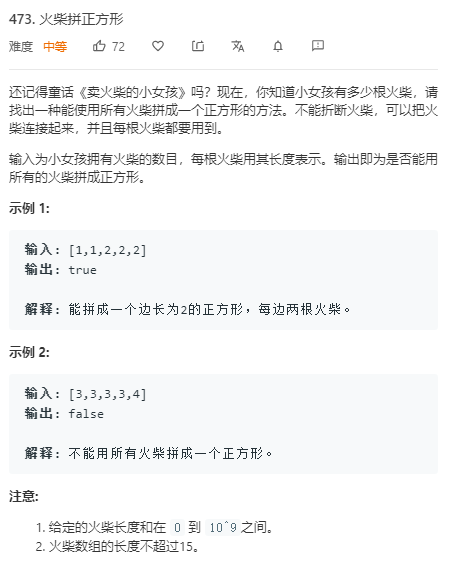 473. 火柴拼正方形
难度 中等 72
还记得童话《卖火柴的小女孩》吗？现在，你知道小女孩有多少根火柴，请
找出一种能使用所有火柴拼成一个正方形的方法。不能折断火柴，可以把火
柴连接起来，并且每根火柴都要用到。
输入为小女孩拥有火柴的数目，每根火柴用其长度表示。输出即为是否能用
所有的火柴拼成正方形。
示例 1:
输入: [1,1,2,2,2]
输出: true
解释: 能拼成一个边长为2的正方形，每边两根火柴。
示例 2:
输入: [3,3,3,3,4]
输出: false
解释: 不能用所有火柴拼成一个正方形。
注意:
1. 给定的火柴长度和在 0 到 10^9 之间。
2. 火柴数组的长度不超过15。